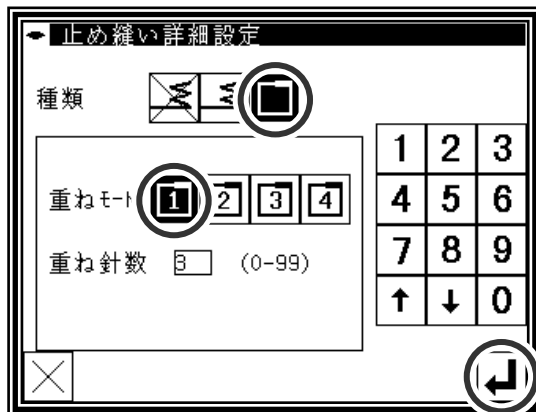 止め縫い詳細設定
種類
重ねモード 1 2 3 4
重ね針数 3 (0-99)
1 2 3
4 5 6
7 8 9
↑ ↓ 0